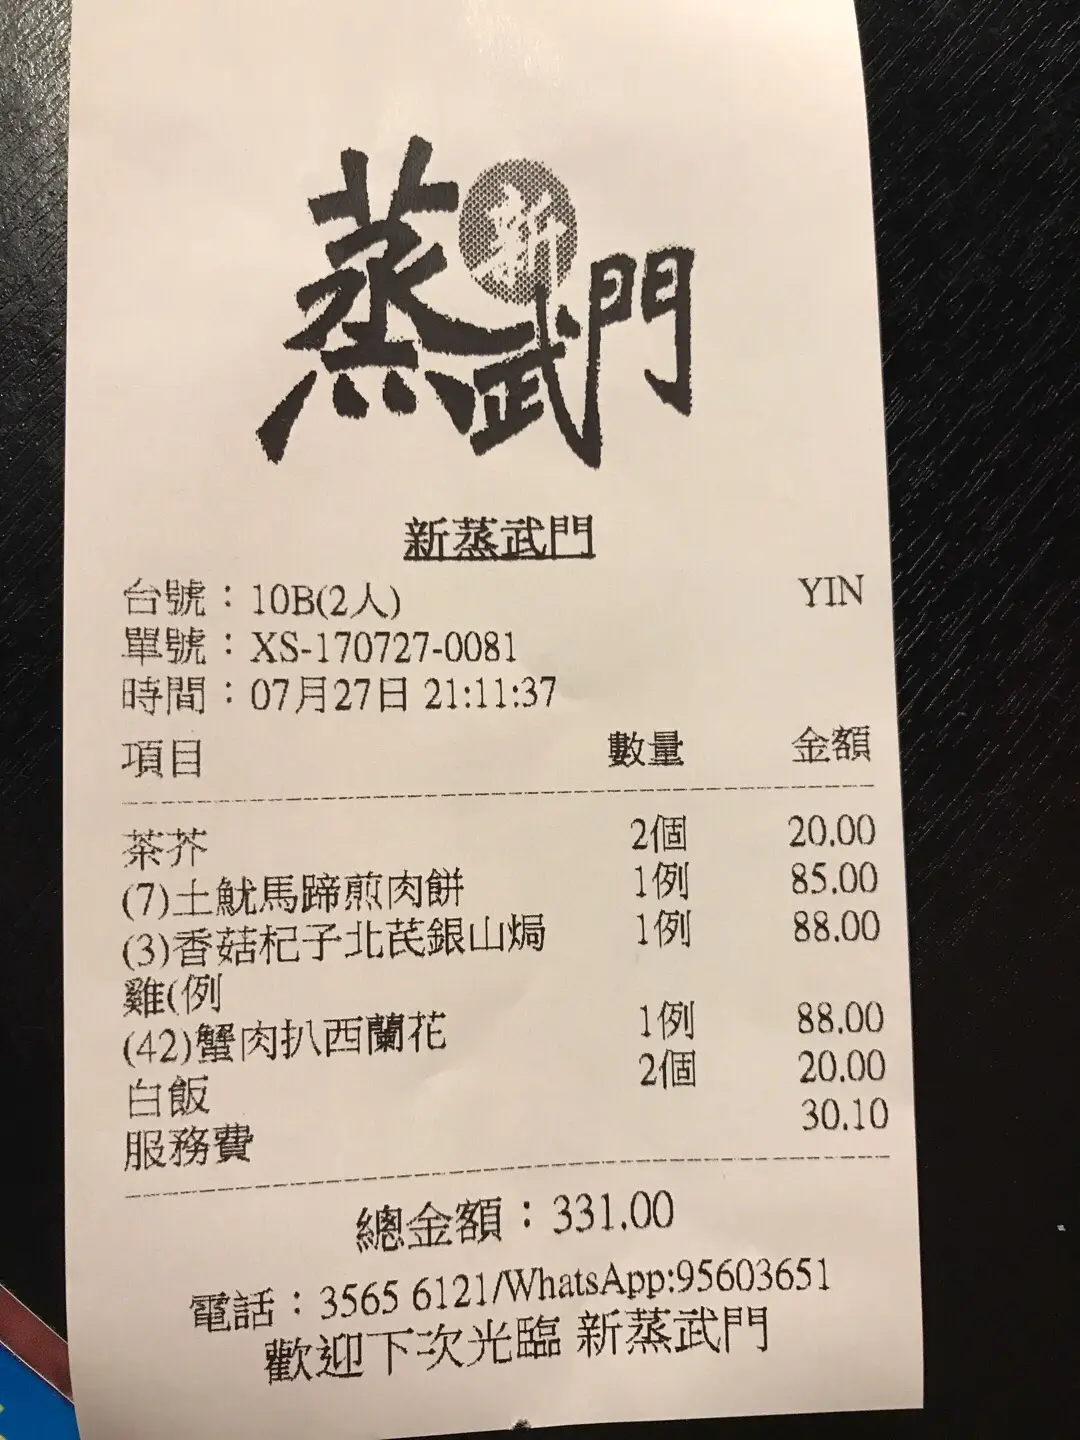 蒸新武門
新蒸武門
台號：10B(2人) YIN
單號：XS-170727-0081
時間：07月27日 21:11:37
項目 數量 金額
茶芥 2個 20.00
(7)土魷馬蹄煎肉餅 1例 85.00
(3)香菇杞子北芪銀山焗 1例 88.00
雞(例
(42)蟹肉扒西蘭花 1例 88.00
白飯 2個 20.00
服務費 30.10
總金額：331.00
電話：3565 6121/WhatsApp:95603651
歡迎下次光臨 新蒸武門